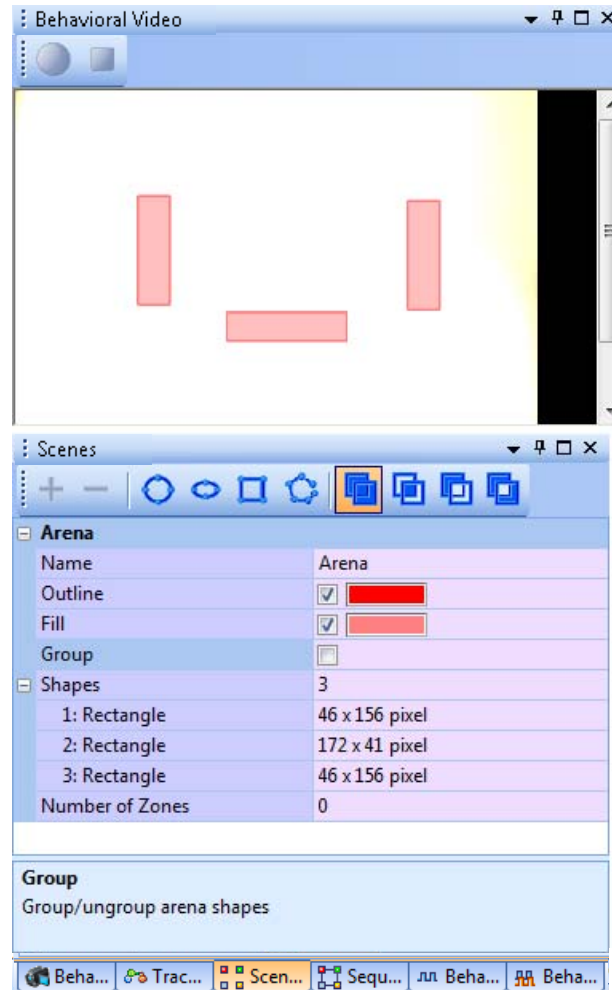 Behavioral Video
Scenes
Arena
Name Arena
Outline
Fill
Group
Shapes 3
1: Rectangle 46 x 156 pixel
2: Rectangle 172 x 41 pixel
3: Rectangle 46 x 156 pixel
Number of Zones 0
Group
Group/ungroup arena shapes
Beha... Trac... Scen... Sequ... Beha... Beha...